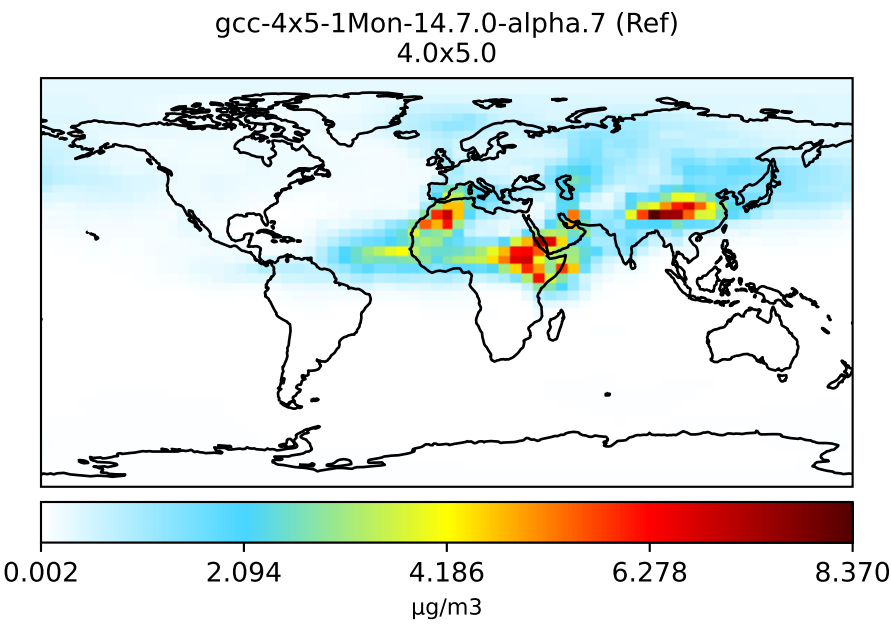 gcc-4x5-1Mon-14.7.0-alpha.7 (Ref)
4.0x5.0
0.002 2.094 4.186 6.278 8.370
μg/m3